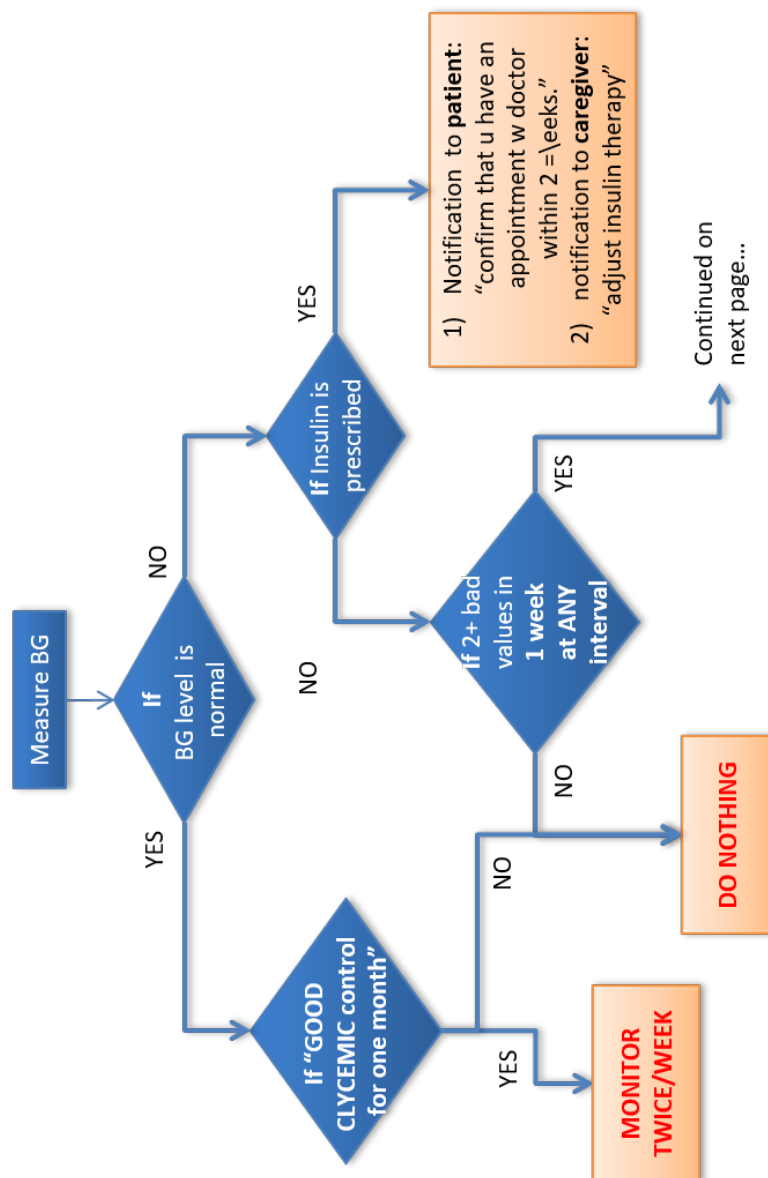 Measure BG
If
BG level is
normal
YES
NO
If "GOOD
CLYCEMIC control
for one month"
If Insulin is
prescribed
YES
NO
1) Notification to patient:
“confirm that u have an
appointment w doctor
within 2 =\eeks.”
2) notification to caregiver:
“adjust insulin therapy”
If 2+ bad
values in
1 week
at ANY
interval
NO
YES
NO
YES
MONITOR
TWICE/WEEK
DO NOTHING
Continued on
next page...